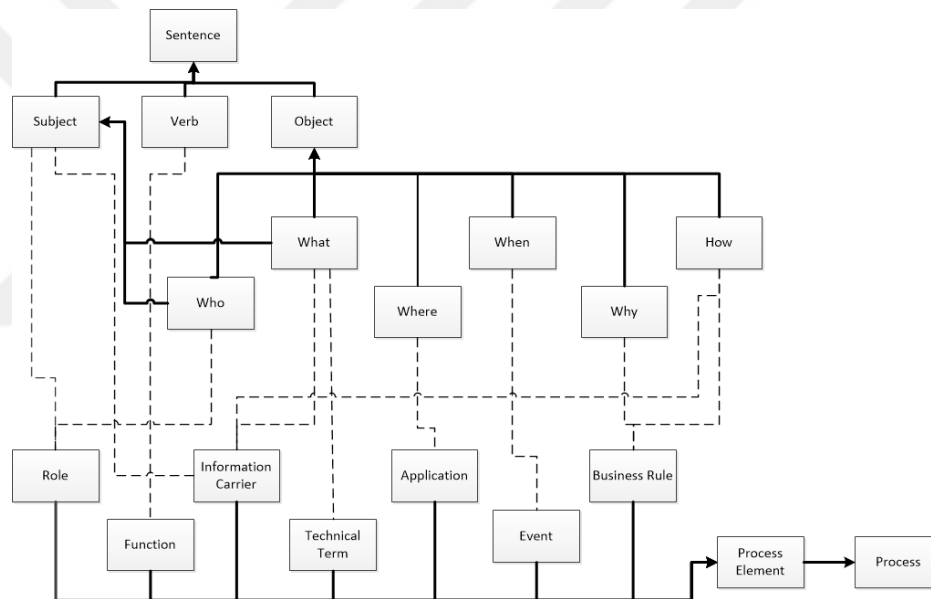 Sentence
Subject
Verb
Object
What
When
How
Who
Where
Why
Role
Information
Carrier
Application
Business Rule
Function
Technical
Term
Event
Process
Element
Process